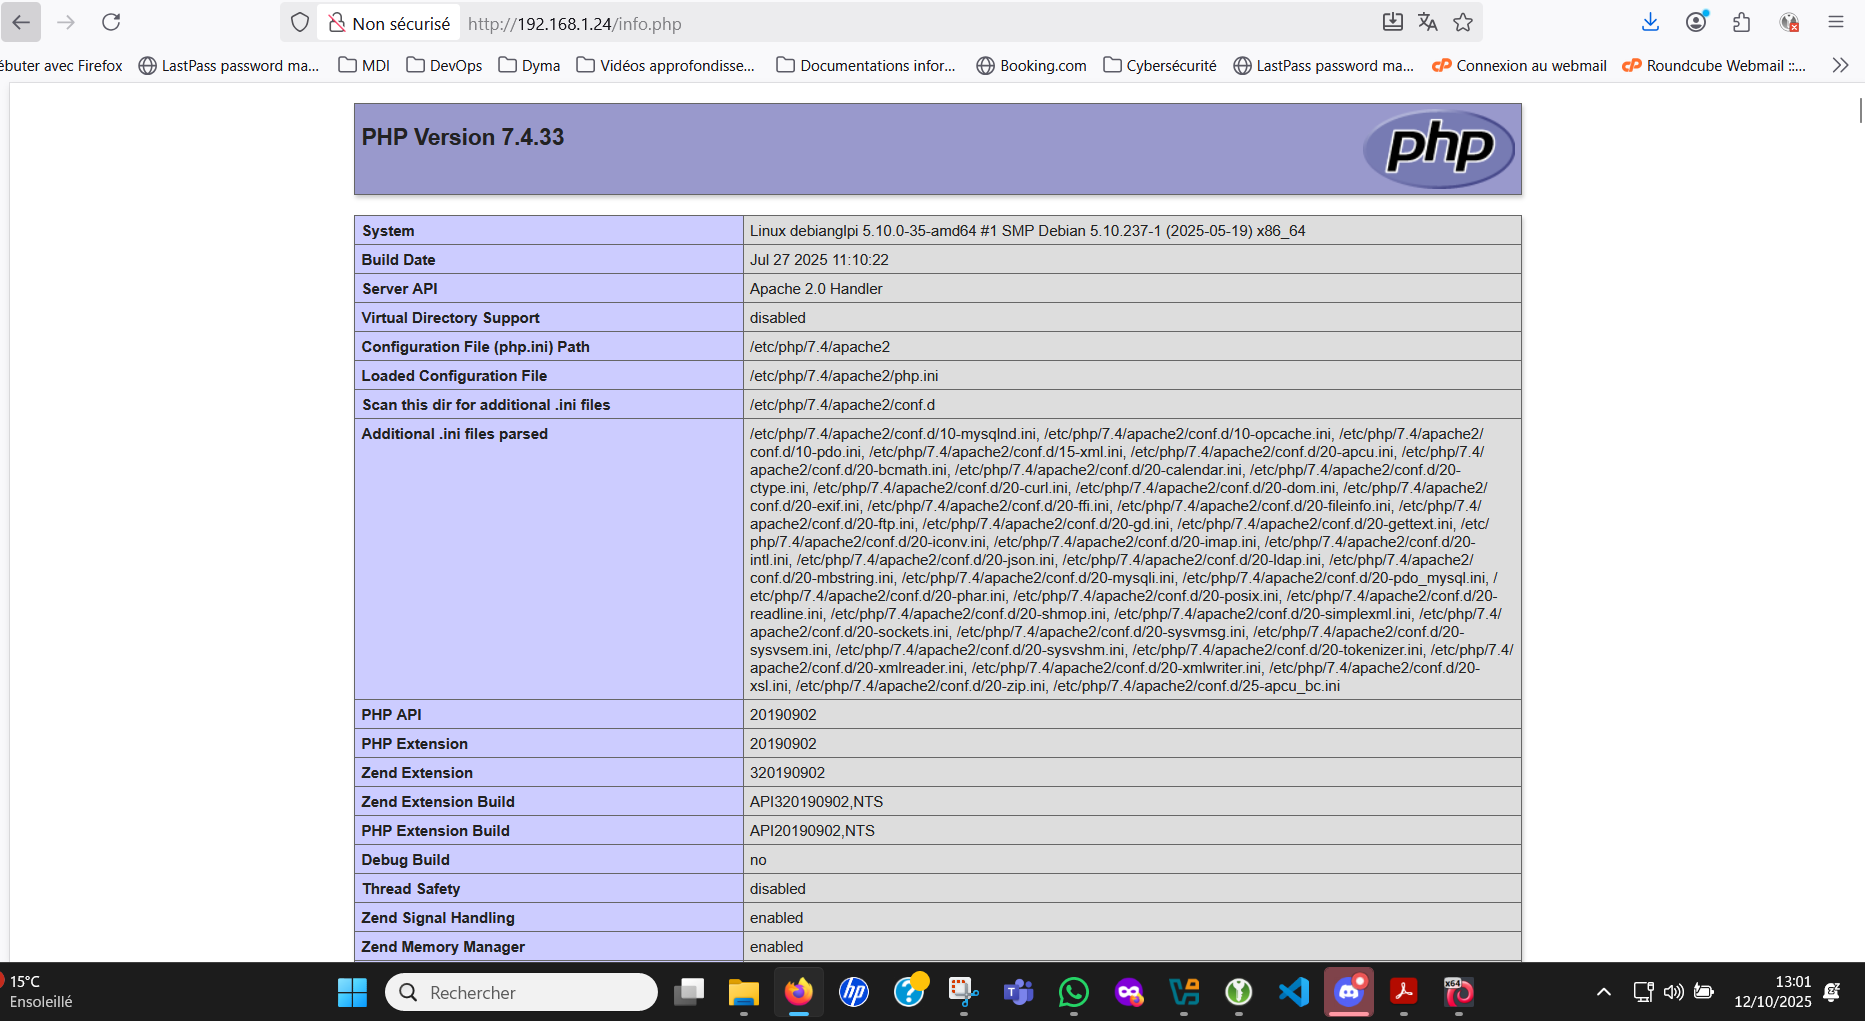 Non sécurisé http://192.168.1.24/info.php
ébuter avec Firefox LastPass password ma... MDI DevOps Dyma Vidéos approfondisse... Documentations infor... Booking.com Cybersécurité LastPass password ma... cP Connexion au webmail cP Roundcube Webmail ::...
PHP Version 7.4.33
php
System Linux debianglpi 5.10.0-35-amd64 #1 SMP Debian 5.10.237-1 (2025-05-19) x86_64
Build Date Jul 27 2025 11:10:22
Server API Apache 2.0 Handler
Virtual Directory Support disabled
Configuration File (php.ini) Path /etc/php/7.4/apache2
Loaded Configuration File /etc/php/7.4/apache2/php.ini
Scan this dir for additional .ini files /etc/php/7.4/apache2/conf.d
Additional .ini files parsed /etc/php/7.4/apache2/conf.d/10-mysqlnd.ini, /etc/php/7.4/apache2/conf.d/10-opcache.ini, /etc/php/7.4/apache2/
conf.d/10-pdo.ini, /etc/php/7.4/apache2/conf.d/15-xml.ini, /etc/php/7.4/apache2/conf.d/20-apcu.ini, /etc/php/7.4/
apache2/conf.d/20-bcmath.ini, /etc/php/7.4/apache2/conf.d/20-calendar.ini, /etc/php/7.4/apache2/conf.d/20-
ctype.ini, /etc/php/7.4/apache2/conf.d/20-curl.ini, /etc/php/7.4/apache2/conf.d/20-dom.ini, /etc/php/7.4/apache2/
conf.d/20-exif.ini, /etc/php/7.4/apache2/conf.d/20-ffi.ini, /etc/php/7.4/apache2/conf.d/20-fileinfo.ini, /etc/php/7.4/
apache2/conf.d/20-ftp.ini, /etc/php/7.4/apache2/conf.d/20-gd.ini, /etc/php/7.4/apache2/conf.d/20-gettext.ini, /etc/
php/7.4/apache2/conf.d/20-iconv.ini, /etc/php/7.4/apache2/conf.d/20-imap.ini, /etc/php/7.4/apache2/conf.d/20-
intl.ini, /etc/php/7.4/apache2/conf.d/20-json.ini, /etc/php/7.4/apache2/conf.d/20-ldap.ini, /etc/php/7.4/apache2/
conf.d/20-mbstring.ini, /etc/php/7.4/apache2/conf.d/20-mysqli.ini, /etc/php/7.4/apache2/conf.d/20-pdo_mysql.ini, /
etc/php/7.4/apache2/conf.d/20-phar.ini, /etc/php/7.4/apache2/conf.d/20-posix.ini, /etc/php/7.4/apache2/conf.d/20-
readline.ini, /etc/php/7.4/apache2/conf.d/20-shmop.ini, /etc/php/7.4/apache2/conf.d/20-simplexml.ini, /etc/php/7.4/
apache2/conf.d/20-sockets.ini, /etc/php/7.4/apache2/conf.d/20-sysvmsg.ini, /etc/php/7.4/apache2/conf.d/20-
sysvsem.ini, /etc/php/7.4/apache2/conf.d/20-sysvshm.ini, /etc/php/7.4/apache2/conf.d/20-tokenizer.ini, /etc/php/7.4/
apache2/conf.d/20-xmlreader.ini, /etc/php/7.4/apache2/conf.d/20-xmlwriter.ini, /etc/php/7.4/apache2/conf.d/20-
xsl.ini, /etc/php/7.4/apache2/conf.d/20-zip.ini, /etc/php/7.4/apache2/conf.d/25-apcu_bc.ini
PHP API 20190902
PHP Extension 20190902
Zend Extension 320190902
Zend Extension Build API320190902,NTS
PHP Extension Build API20190902,NTS
Debug Build no
Thread Safety disabled
Zend Signal Handling enabled
Zend Memory Manager enabled
15°C
Ensoleillé
Rechercher
hp
x64
13:01
12/10/2025